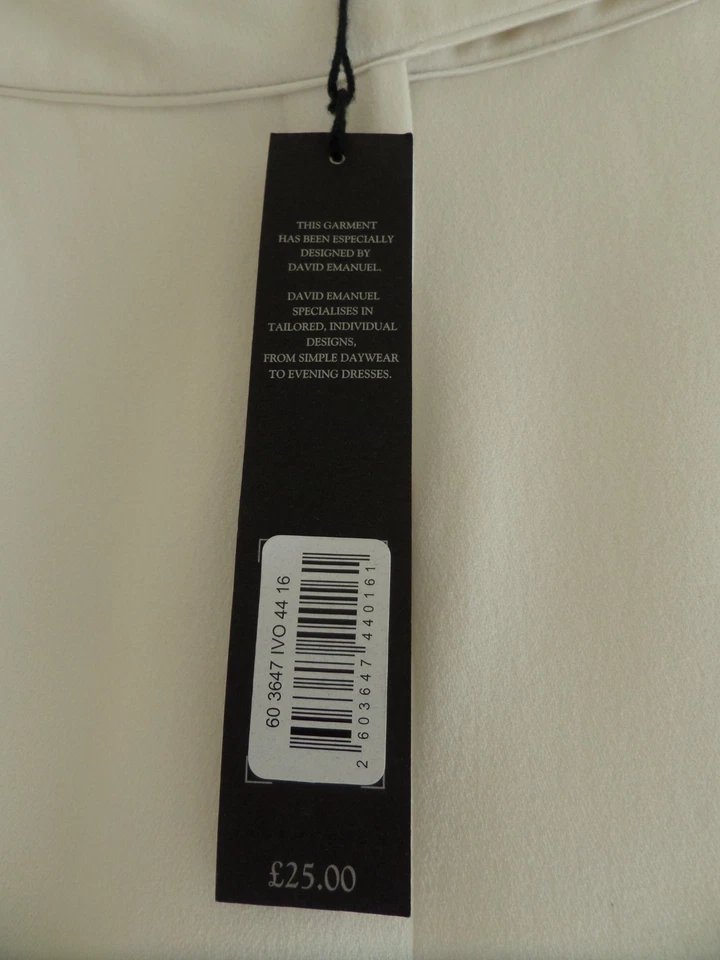 THIS GARMENT
HAS BEEN ESPECIALLY
DESIGNED BY
DAVID EMANUEL.
DAVID EMANUEL
SPECIALISES IN
TAILORED, INDIVIDUAL
DESIGNS,
FROM SIMPLE DAYWEAR
TO EVENING DRESSES.
60 3647 IVO 44 16
2 603647 440161
£25.00